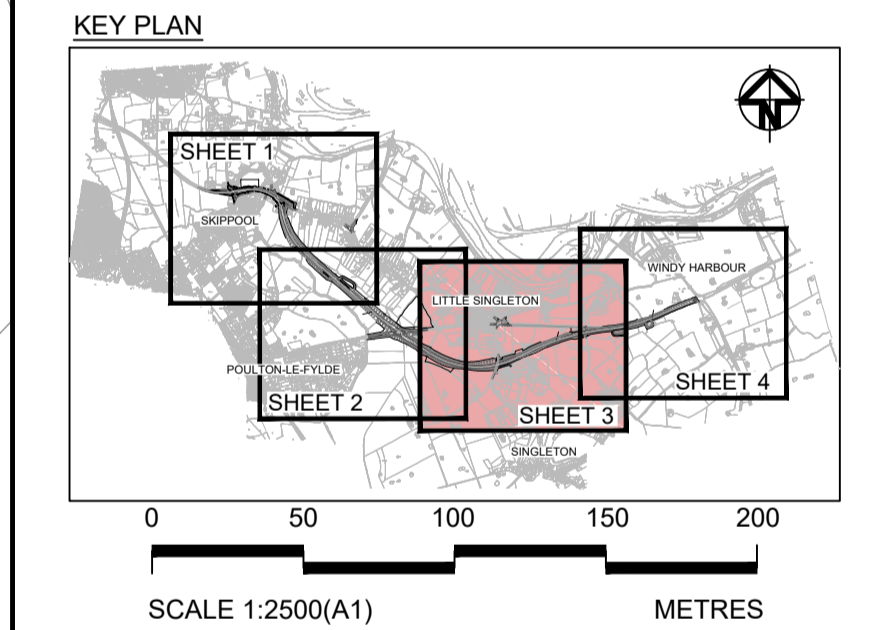 KEY PLAN
N
SHEET 1
SKIPPOOL
WINDY HARBOUR
LITTLE SINGLETON
POULTON-LE-FYLDE
SHEET 4
SHEET 2
SHEET 3
SINGLETON
0 50 100 150 200
SCALE 1:2500(A1) METRES